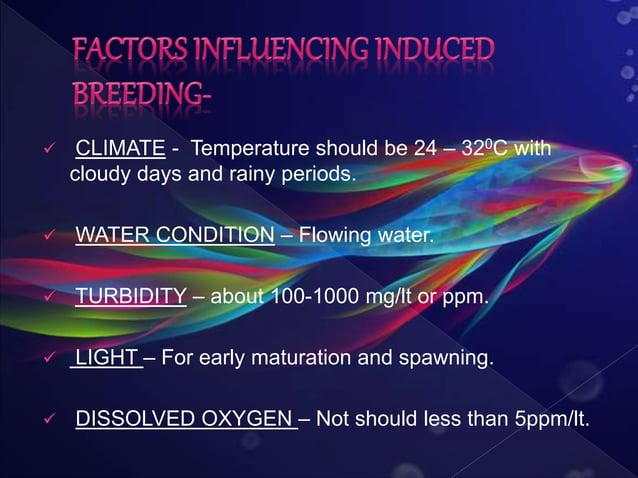 FACTORS INFLUENCING INDUCED
BREEDING-
✓ CLIMATE - Temperature should be 24 – 32⁰C with
cloudy days and rainy periods.
✓ WATER CONDITION – Flowing water.
✓ TURBIDITY – about 100-1000 mg/lt or ppm.
✓ LIGHT – For early maturation and spawning.
✓ DISSOLVED OXYGEN – Not should less than 5ppm/lt.